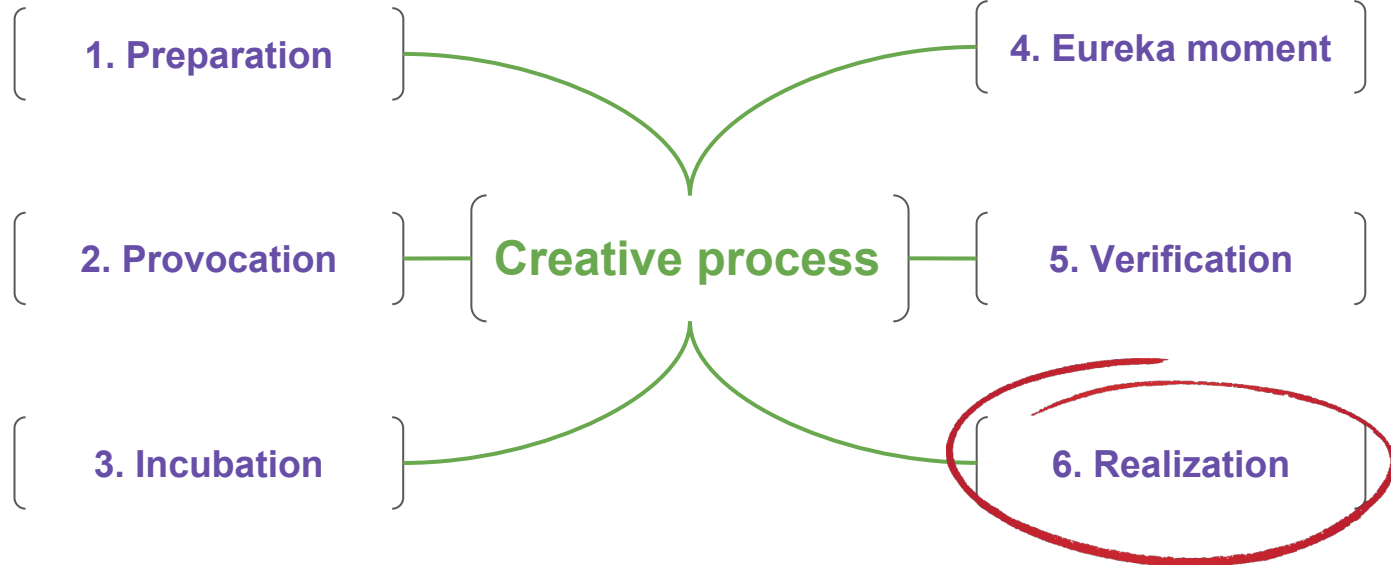 1. Preparation
4. Eureka moment
2. Provocation
Creative process
5. Verification
3. Incubation
6. Realization